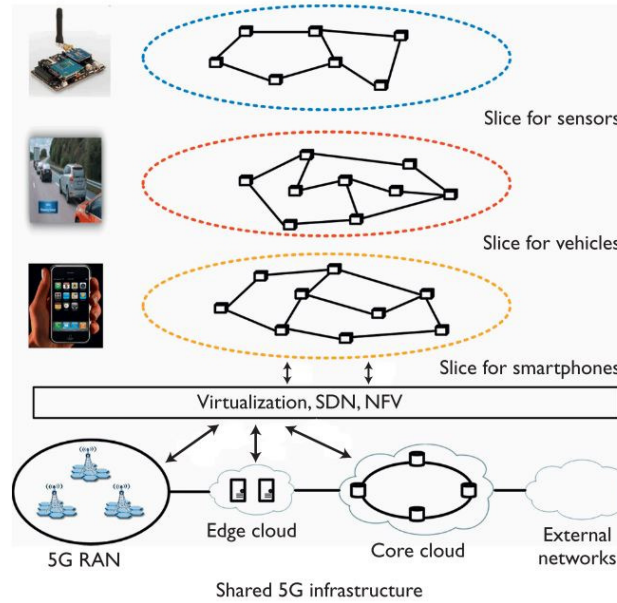 Slice for sensors
Slice for vehicles
Slice for smartphones
Virtualization, SDN, NFV
Edge cloud
Core cloud
External
networks
5G RAN
Shared 5G infrastructure